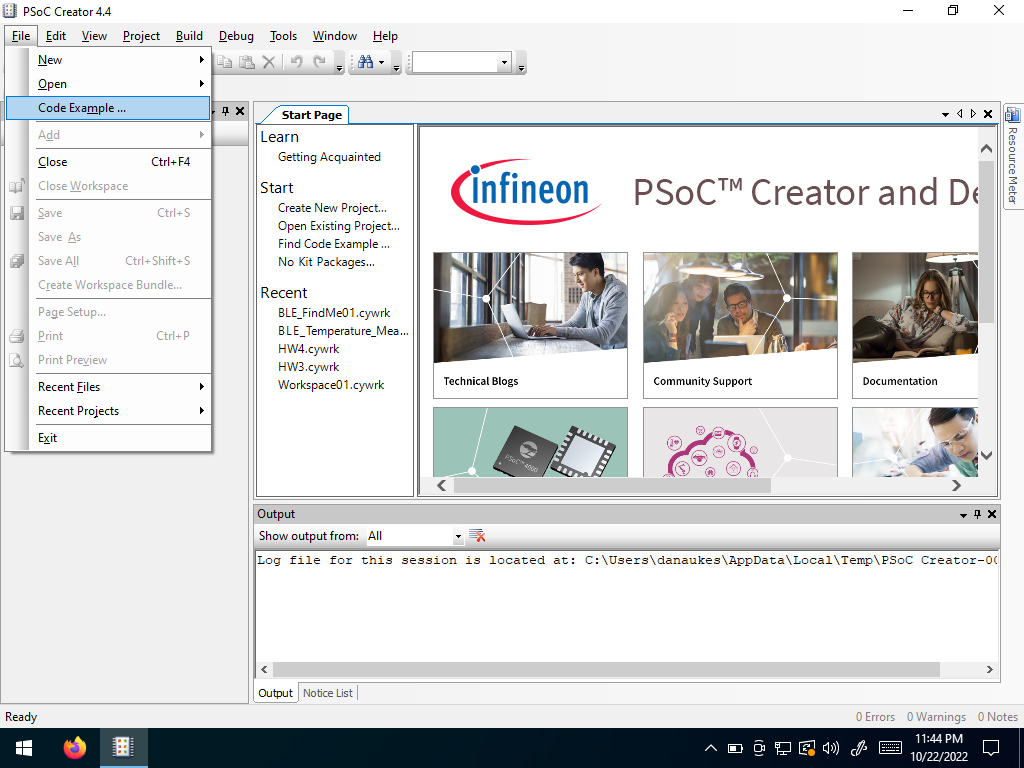 PSoC Creator 4.4
File Edit View Project Build Debug Tools Window Help
New
Open
Code Example ...
Add
Close Ctrl+F4
Close Workspace
Save Ctrl+S
Save As
Save All Ctrl+Shift+S
Create Workspace Bundle...
Page Setup...
Print Ctrl+P
Print Preview
Recent Files
Recent Projects
Exit
Start Page
Learn
Getting Acquainted
Start
Create New Project...
Open Existing Project...
Find Code Example ...
No Kit Packages...
Recent
BLE_FindMe01.cywrk
BLE_Temperature_Mea...
HW4.cywrk
HW3.cywrk
Workspace01.cywrk
infineon
PSoC™ Creator and De
Technical Blogs
Community Support
Documentation
PSoC® 4000
Resource Meter
Output
Show output from: All
Log file for this session is located at: C:\Users\danaukes\AppData\Local\Temp\PSoC Creator-00
Output Notice List
Ready
0 Errors 0 Warnings 0 Notes
11:44 PM
10/22/2022